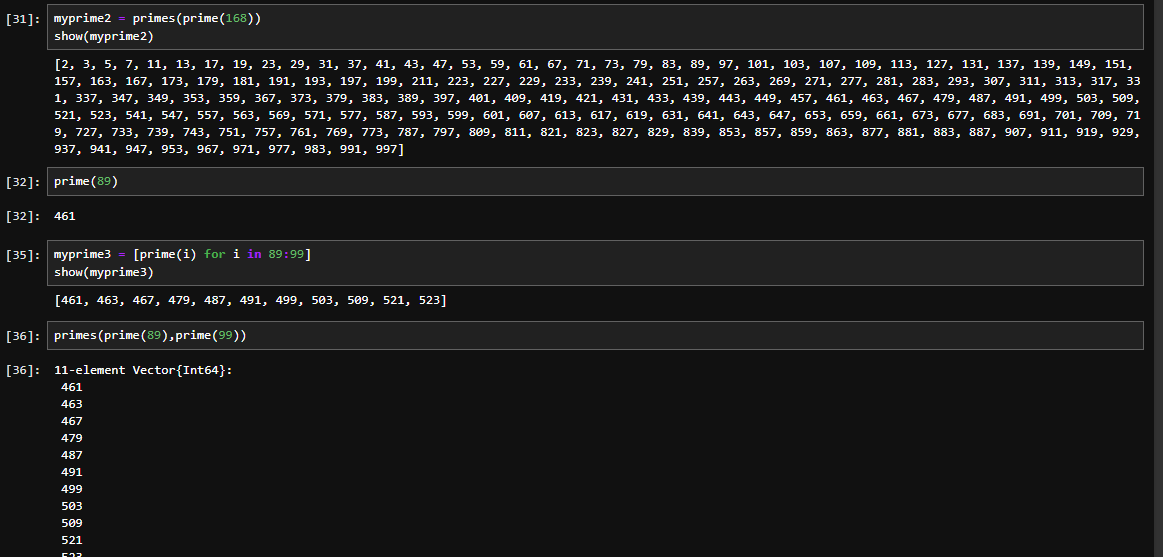 [31]: myprime2 = primes(prime(168))
show(myprime2)
[2, 3, 5, 7, 11, 13, 17, 19, 23, 29, 31, 37, 41, 43, 47, 53, 59, 61, 67, 71, 73, 79, 83, 89, 97, 101, 103, 107, 109, 113, 127, 131, 137, 139, 149, 151,
157, 163, 167, 173, 179, 181, 191, 193, 197, 199, 211, 223, 227, 229, 233, 239, 241, 251, 257, 263, 269, 271, 277, 281, 283, 293, 307, 311, 313, 317, 33
1, 337, 347, 349, 353, 359, 367, 373, 379, 383, 389, 397, 401, 409, 419, 421, 431, 433, 439, 443, 449, 457, 461, 463, 467, 479, 487, 491, 499, 503, 509,
521, 523, 541, 547, 557, 563, 569, 571, 577, 587, 593, 599, 601, 607, 613, 617, 619, 631, 641, 643, 647, 653, 659, 661, 673, 677, 683, 691, 701, 709, 71
9, 727, 733, 739, 743, 751, 757, 761, 769, 773, 787, 797, 809, 811, 821, 823, 827, 829, 839, 853, 857, 859, 863, 877, 881, 883, 887, 907, 911, 919, 929,
937, 941, 947, 953, 967, 971, 977, 983, 991, 997]
[32]: prime(89)
[32]: 461
[35]: myprime3 = [prime(i) for i in 89:99]
show(myprime3)
[461, 463, 467, 479, 487, 491, 499, 503, 509, 521, 523]
[36]: primes(prime(89),prime(99))
[36]: 11-element Vector{Int64}:
461
463
467
479
487
491
499
503
509
521
523